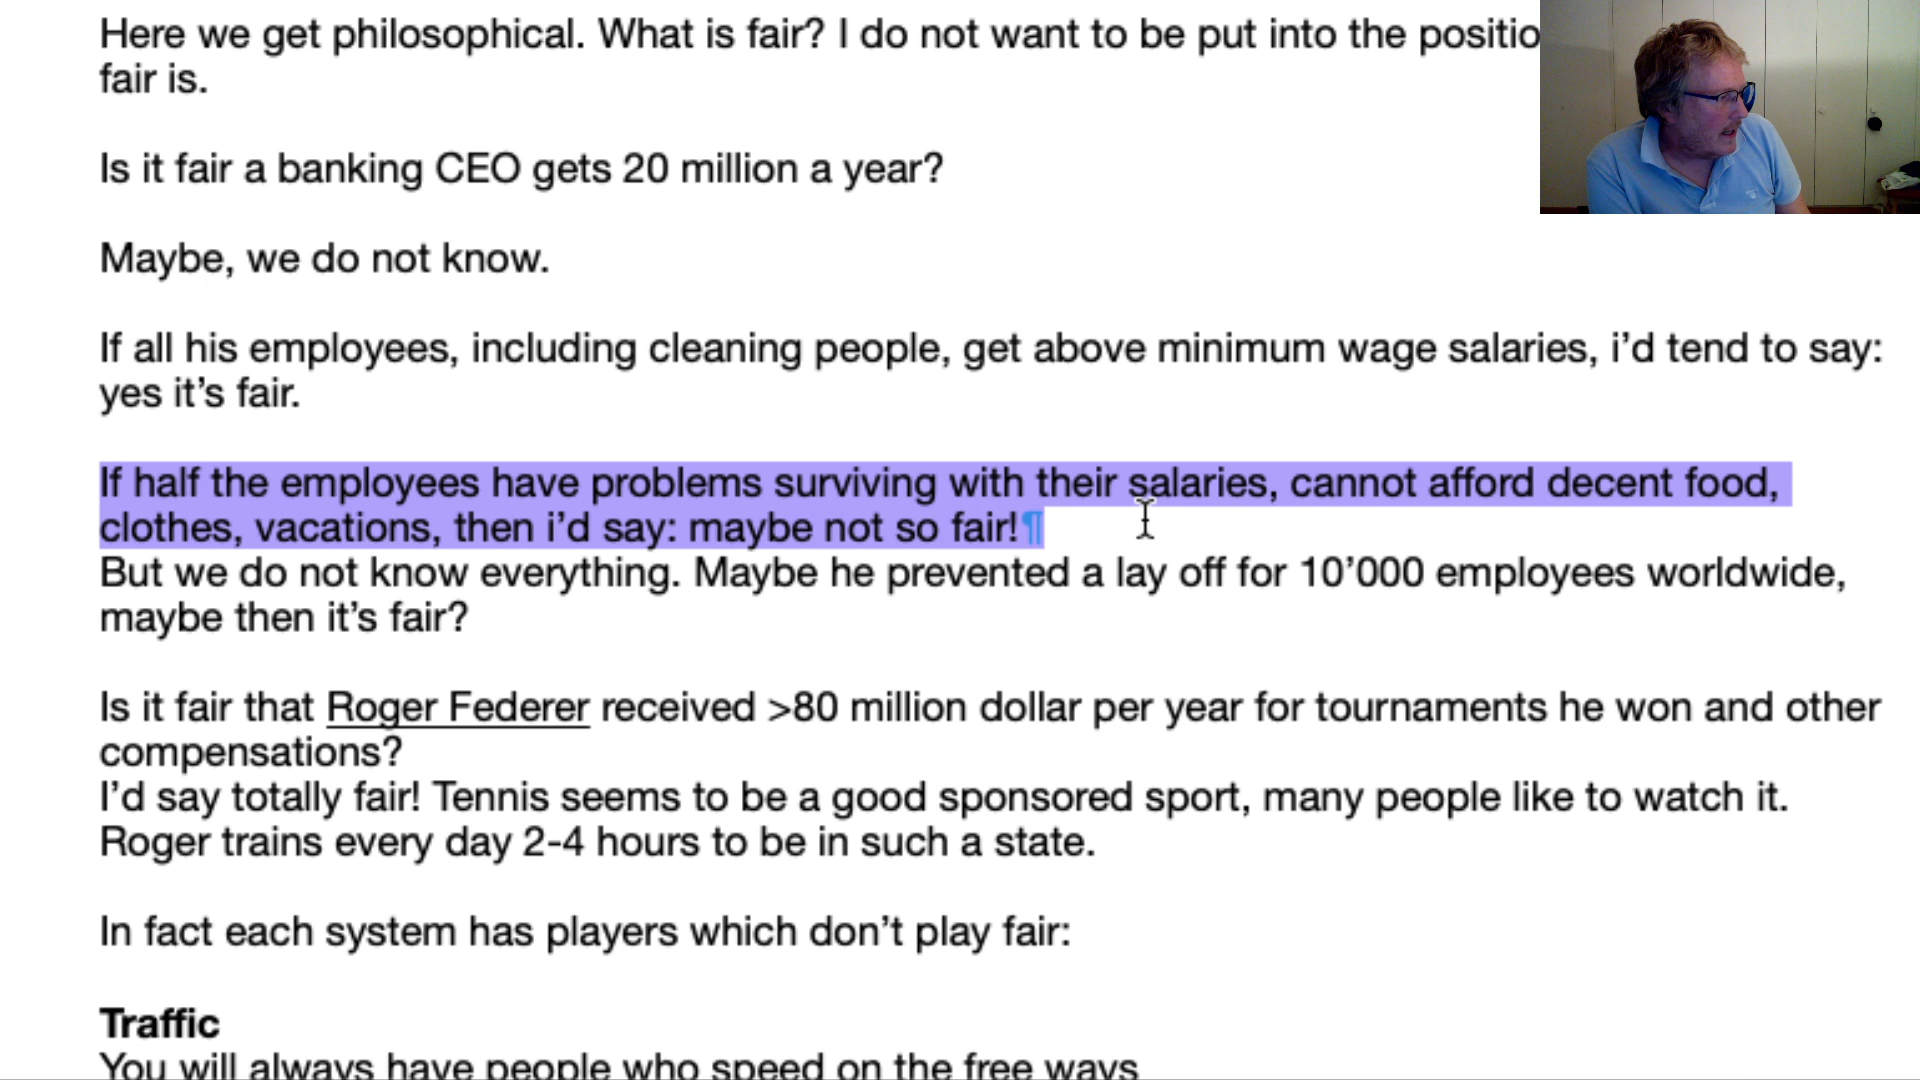 Here we get philosophical. What is fair? I do not want to be put into the
fair is.
Is it fair a banking CEO gets 20 million a year?
Maybe, we do not know.
If all his employees, including cleaning people, get above minimum wage salaries, i’d tend to say:
yes it’s fair.
If half the employees have problems surviving with their salaries, cannot afford decent food,
clothes, vacations, then i’d say: maybe not so fair!¶
But we do not know everything. Maybe he prevented a lay off for 10’000 employees worldwide,
maybe then it’s fair?
Is it fair that Roger Federer received >80 million dollar per year for tournaments he won and other
compensations?
I’d say totally fair! Tennis seems to be a good sponsored sport, many people like to watch it.
Roger trains every day 2-4 hours to be in such a state.
In fact each system has players which don’t play fair:
Traffic
You will always have people who speed on the free ways